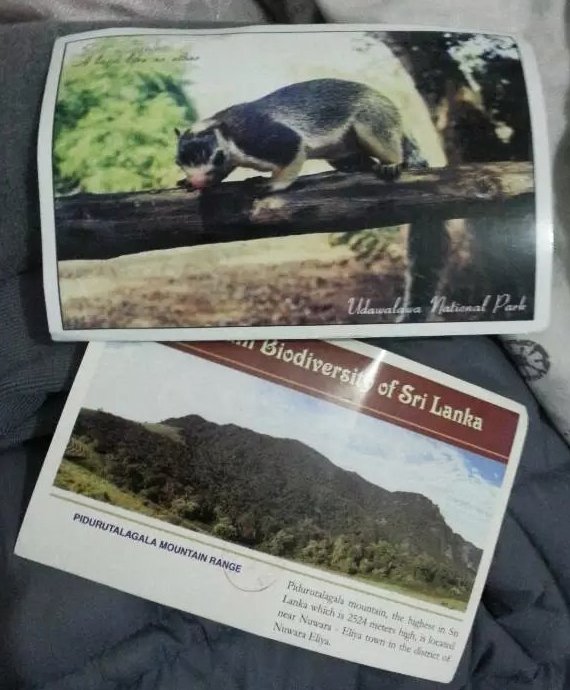 A land like no other
Udawalawa National Park
Biodiversity of Sri Lanka
PIDURUTALAGALA MOUNTAIN RANGE
Pidurutalagala mountain, the highest in Sri
Lanka which is 2524 meters high, is located
near Nuwara - Eliya town in the district of
Nuwara Eliya.